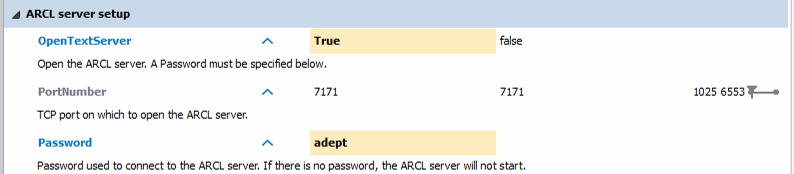 ARCL server setup
OpenTextServer True false
Open the ARCL server. A Password must be specified below.
PortNumber 7171 7171 1025 6553
TCP port on which to open the ARCL server.
Password adept
Password used to connect to the ARCL server. If there is no password, the ARCL server will not start.